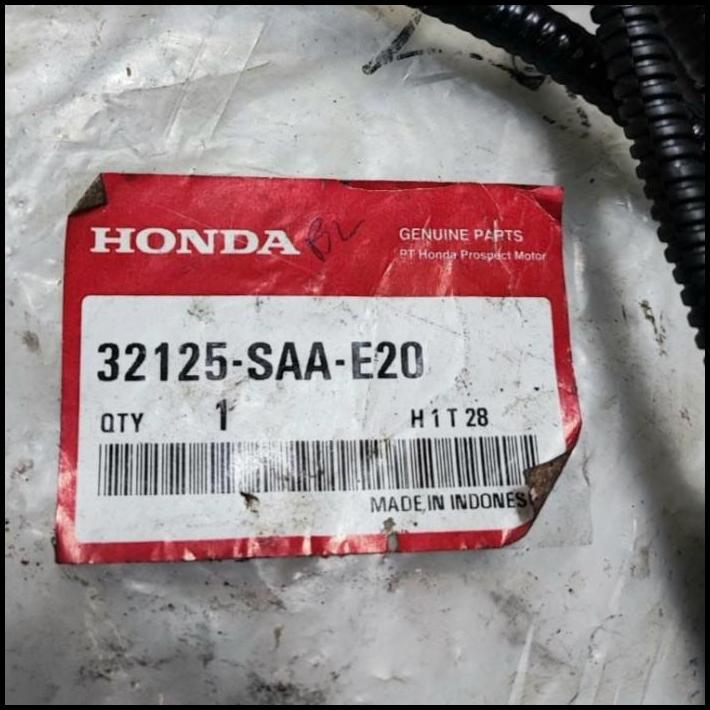 HONDA
GENUINE PARTS
PT Honda Prospect Motor
32125-SAA-E20
QTY 1 H1T28
MADE IN INDONES